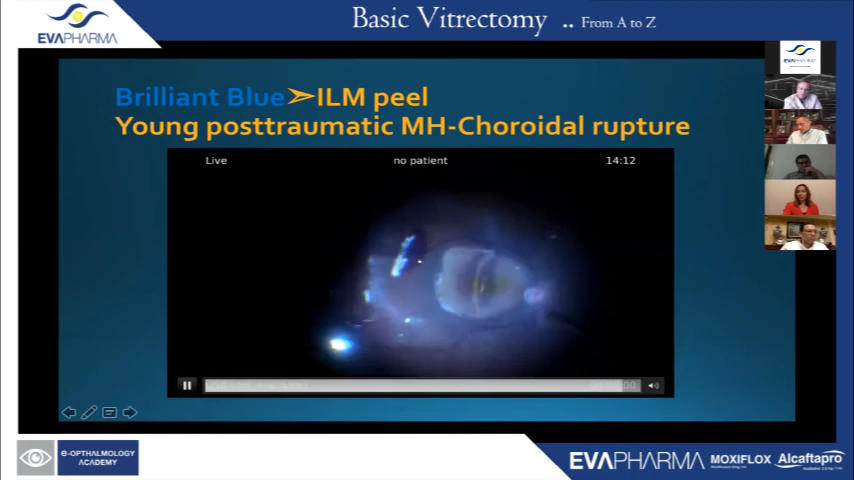 EVAPHARMA
Basic Vitrectomy .. From A to Z
EVAPHARMA
Brilliant Blue➢ILM peel
Young posttraumatic MH-Choroidal rupture
Live no patient 14:12
e-OPTHALMOLOGY
ACADEMY
EVAPHARMA MOXIFLOX Alcaftapro